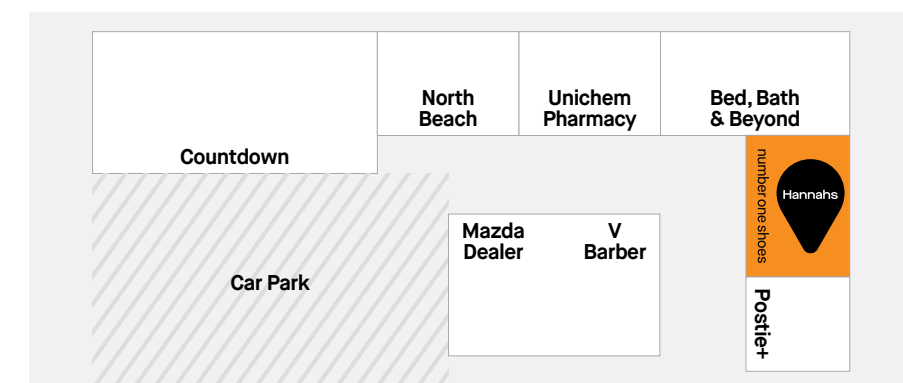 North
Beach
Unichem
Pharmacy
Bed, Bath
& Beyond
Countdown
number one shoes
Hannahs
Mazda
Dealer
V
Barber
Car Park
Postie+